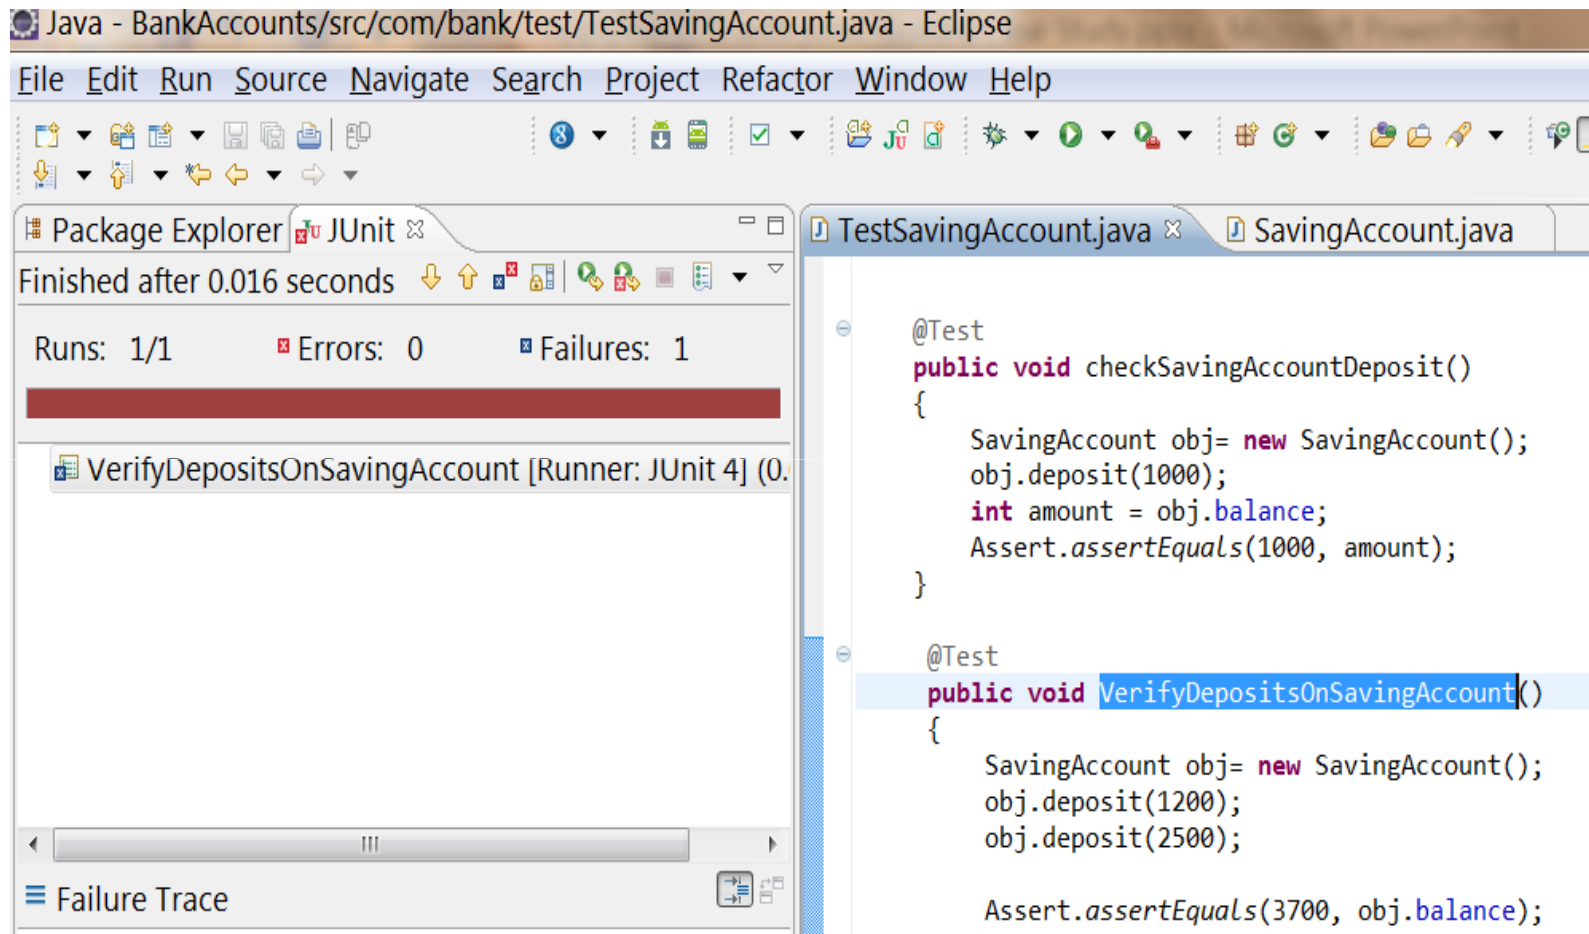 Java - BankAccounts/src/com/bank/test/TestSavingAccount.java - Eclipse
File Edit Run Source Navigate Search Project Refactor Window Help
Package Explorer JUnit
Finished after 0.016 seconds
Runs: 1/1 Errors: 0 Failures: 1
VerifyDepositsOnSavingAccount [Runner: JUnit 4] (0.
Failure Trace
TestSavingAccount.java SavingAccount.java
@Test
public void checkSavingAccountDeposit()
{
SavingAccount obj= new SavingAccount();
obj.deposit(1000);
int amount = obj.balance;
Assert.assertEquals(1000, amount);
}
@Test
public void VerifyDepositsOnSavingAccount()
{
SavingAccount obj= new SavingAccount();
obj.deposit(1200);
obj.deposit(2500);
Assert.assertEquals(3700, obj.balance);